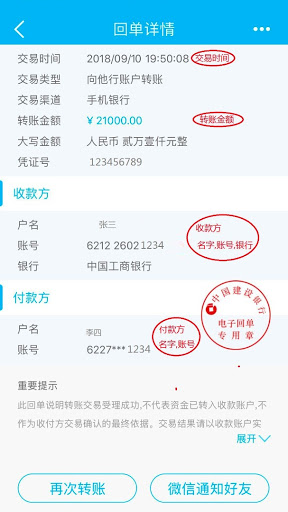 回单详情
交易时间 2018/09/10 19:50:08 交易时间
交易类型 向他行账户转账
交易渠道 手机银行
转账金额 ¥21000.00 转账金额
大写金额 人民币 贰万壹仟元整
凭证号 123456789
收款方
户名 张三 收款方
账号 6212 2602 1234 名字,账号,银行
银行 中国工商银行
付款方
中国建设银行
户名 李四 付款方 电子回单
账号 6227*** 1234 名字,账号 专用章
重要提示
此回单说明转账交易受理成功,不代表资金已转入收款账户,不
作为收付方交易确认的最终依据。交易结果请以收款账户实
展开
再次转账 微信通知好友